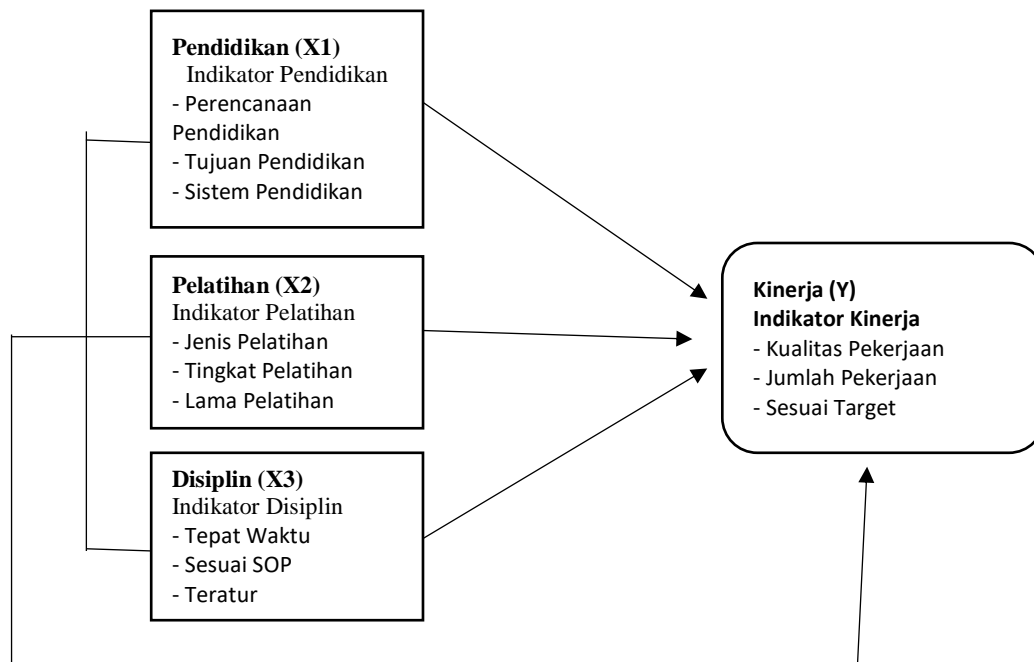 Pendidikan (X1)
Indikator Pendidikan
- Perencanaan
Pendidikan
- Tujuan Pendidikan
- Sistem Pendidikan
Pelatihan (X2)
Indikator Pelatihan
- Jenis Pelatihan
- Tingkat Pelatihan
- Lama Pelatihan
Disiplin (X3)
Indikator Disiplin
- Tepat Waktu
- Sesuai SOP
- Teratur
Kinerja (Y)
Indikator Kinerja
- Kualitas Pekerjaan
- Jumlah Pekerjaan
- Sesuai Target